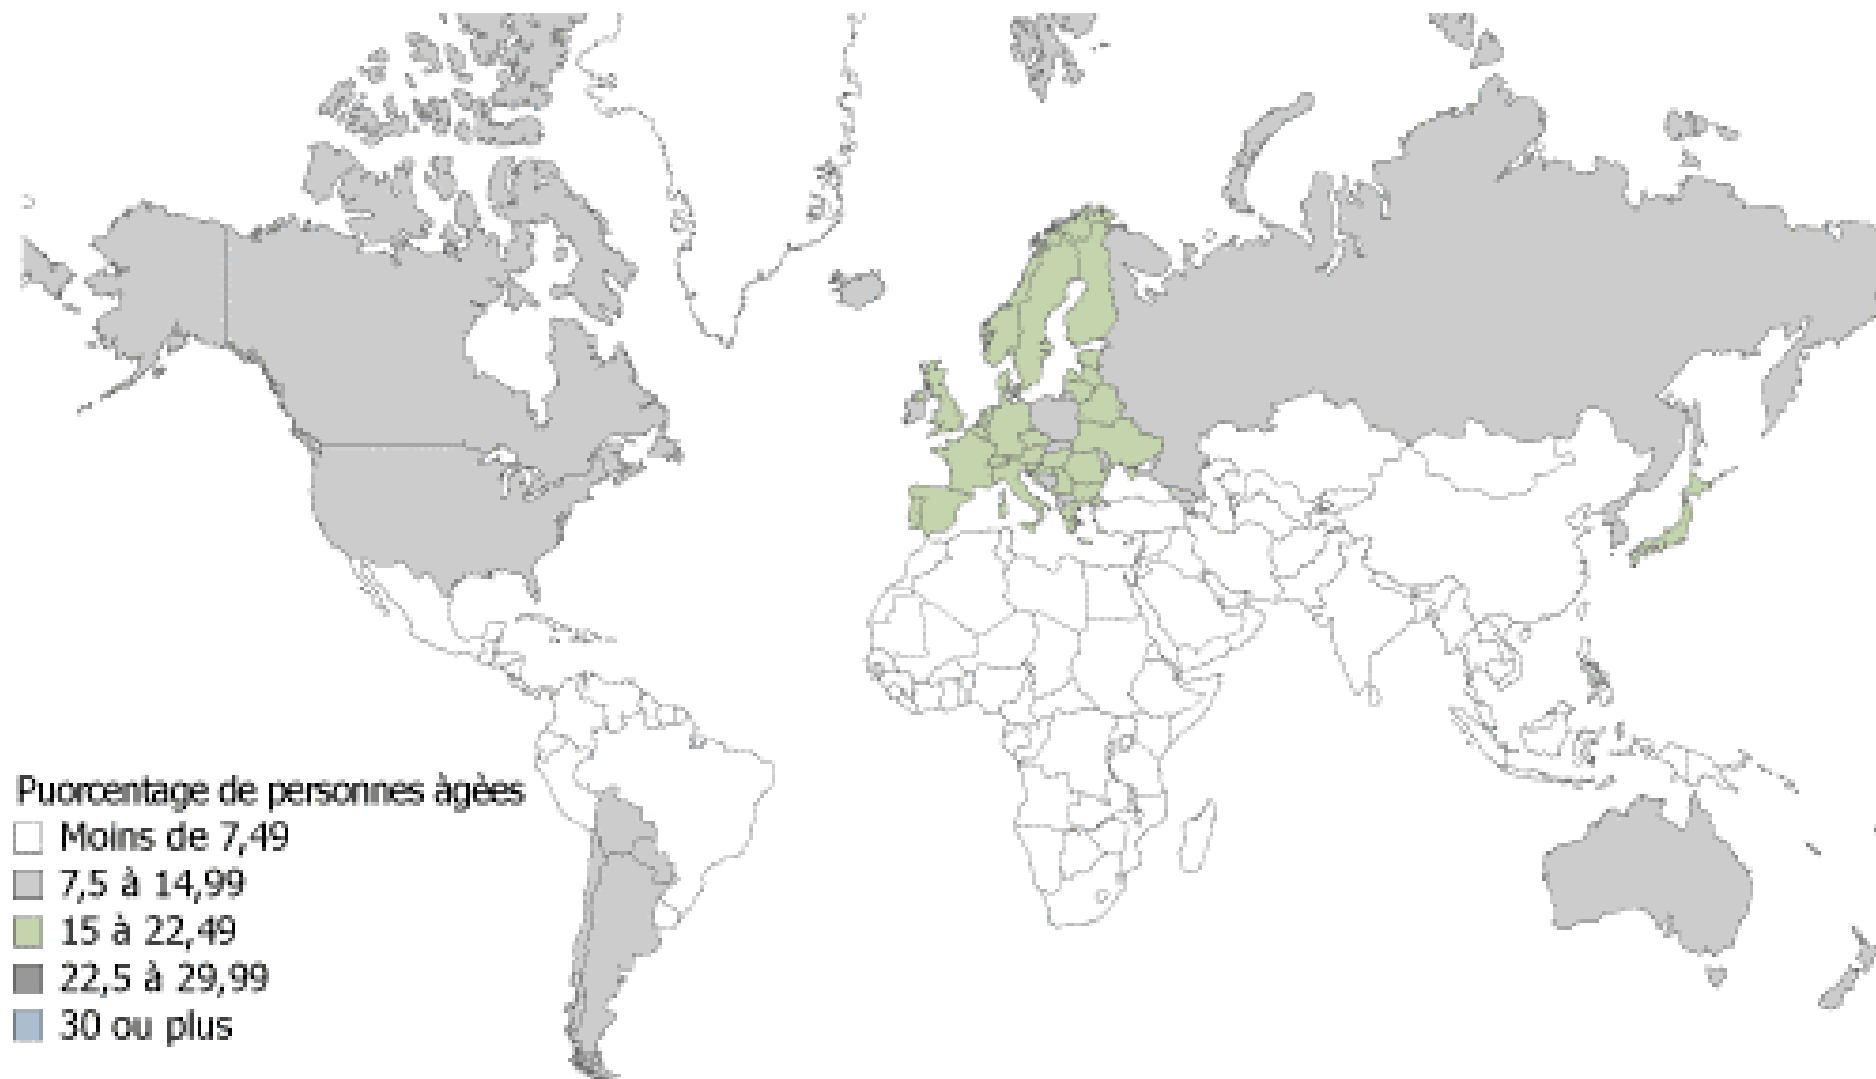 Puorcentage de personnes àgèes
Moins de 7,49
7,5 à 14,99
15 à 22,49
22,5 à 29,99
30 ou plus